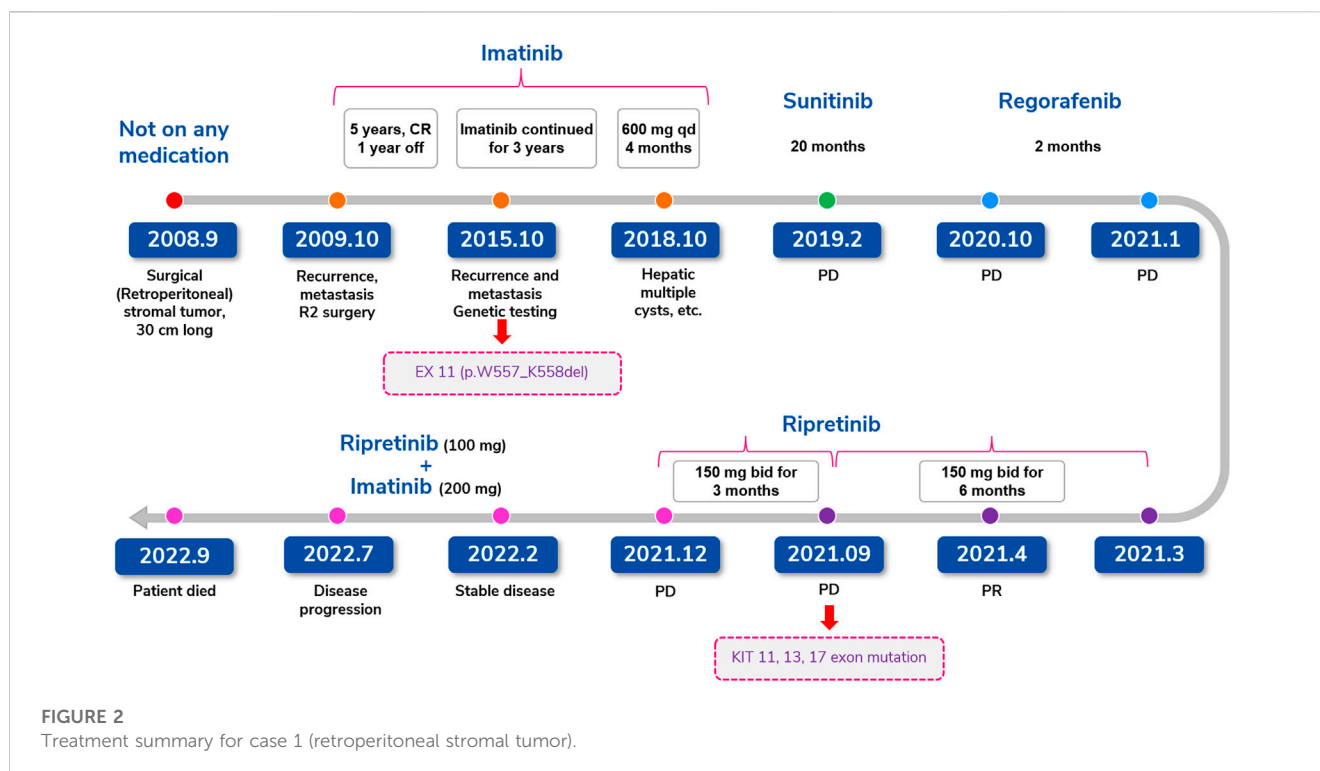 Imatinib
Not on any
medication
5 years, CR
1 year off
Imatinib continued
for 3 years
600 mg qd
4 months
Sunitinib
20 months
Regorafenib
2 months
2008.9
Surgical
(Retroperitoneal)
stromal tumor,
30 cm long
2009.10
Recurrence,
metastasis
R2 surgery
2015.10
Recurrence and
metastasis
Genetic testing
EX 11 (p.W557_K558del)
2018.10
Hepatic
multiple
cysts, etc.
2019.2
PD
2020.10
PD
2021.1
PD
Ripretinib
150 mg bid for
6 months
150 mg bid for
3 months
Ripretinib (100 mg)
+
Imatinib (200 mg)
2021.3
2021.4
PR
2021.09
PD
KIT 11, 13, 17 exon mutation
2021.12
PD
2022.2
Stable disease
2022.7
Disease
progression
2022.9
Patient died
FIGURE 2
Treatment summary for case 1 (retroperitoneal stromal tumor).